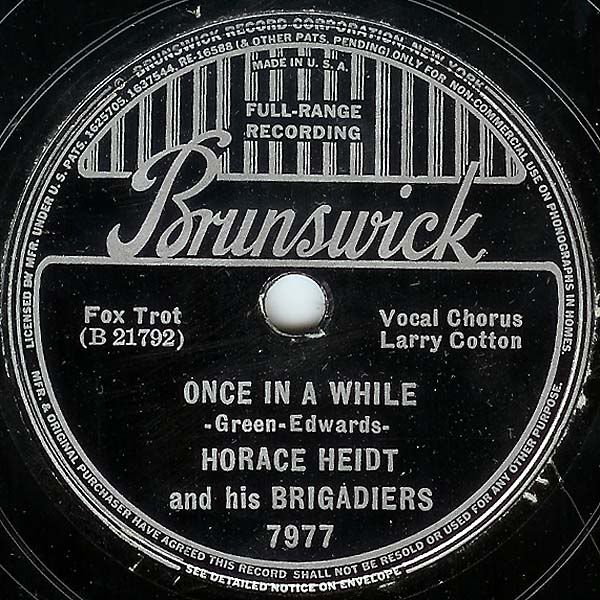 © BRUNSWICK RECORD CORPORATION, NEW YORK
LICENSED BY MFR. UNDER U. S. PATS. 1625705, 1637544, RE-16588 (& OTHER PATS. PENDING) ONLY FOR NON-COMMERCIAL USE ON PHONOGRAPHS IN HOMES.
MADE IN U. S. A.
FULL-RANGE
RECORDING
Brunswick
Fox Trot
(B 21792)
Vocal Chorus
Larry Cotton
ONCE IN A WHILE
-Green-Edwards-
HORACE HEIDT
and his BRIGADIERS
7977
MFR. & ORIGINAL PURCHASER HAVE AGREED THIS RECORD SHALL NOT BE RESOLD OR USED FOR ANY OTHER PURPOSE.
SEE DETAILED NOTICE ON ENVELOPE